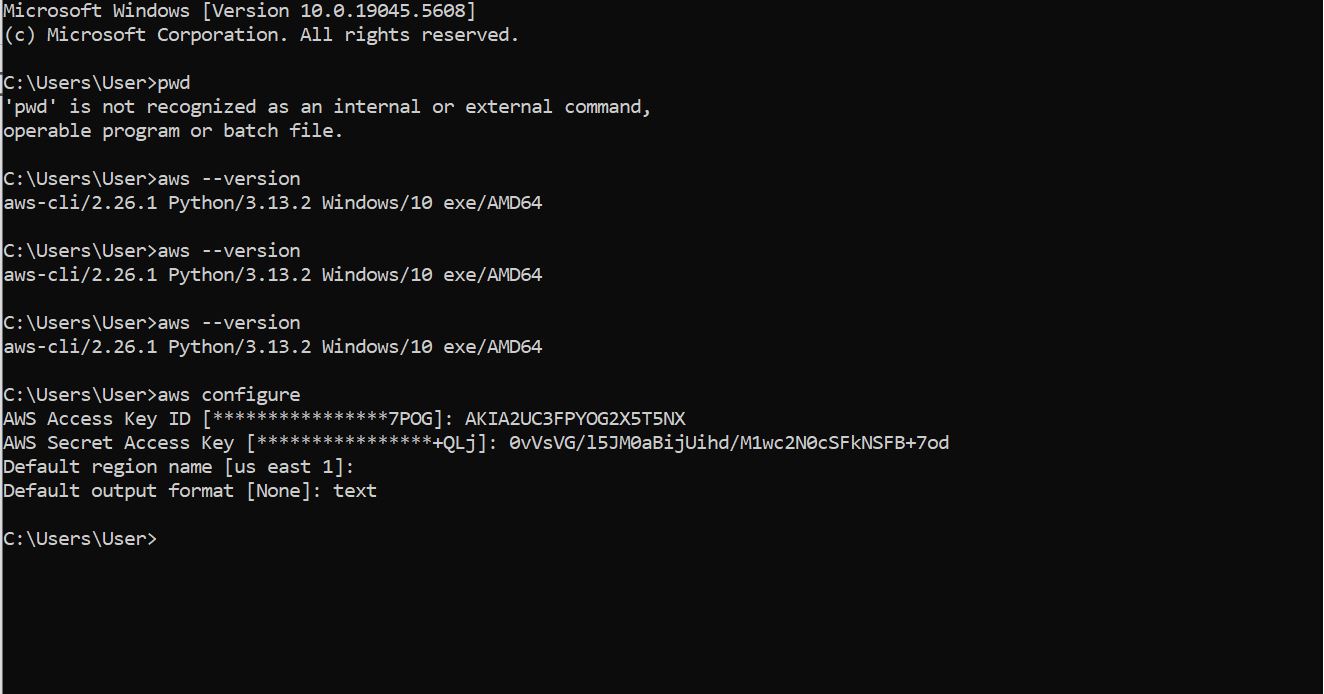 Microsoft Windows [Version 10.0.19045.5608]
(c) Microsoft Corporation. All rights reserved.
C:\Users\User>pwd
'pwd' is not recognized as an internal or external command,
operable program or batch file.
C:\Users\User>aws --version
aws-cli/2.26.1 Python/3.13.2 Windows/10 exe/AMD64
C:\Users\User>aws --version
aws-cli/2.26.1 Python/3.13.2 Windows/10 exe/AMD64
C:\Users\User>aws --version
aws-cli/2.26.1 Python/3.13.2 Windows/10 exe/AMD64
C:\Users\User>aws configure
AWS Access Key ID [****************7POG]: AKIA2UC3FPYOG2X5T5NX
AWS Secret Access Key [****************+QLj]: 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
Default region name [us east 1]:
Default output format [None]: text
C:\Users\User>